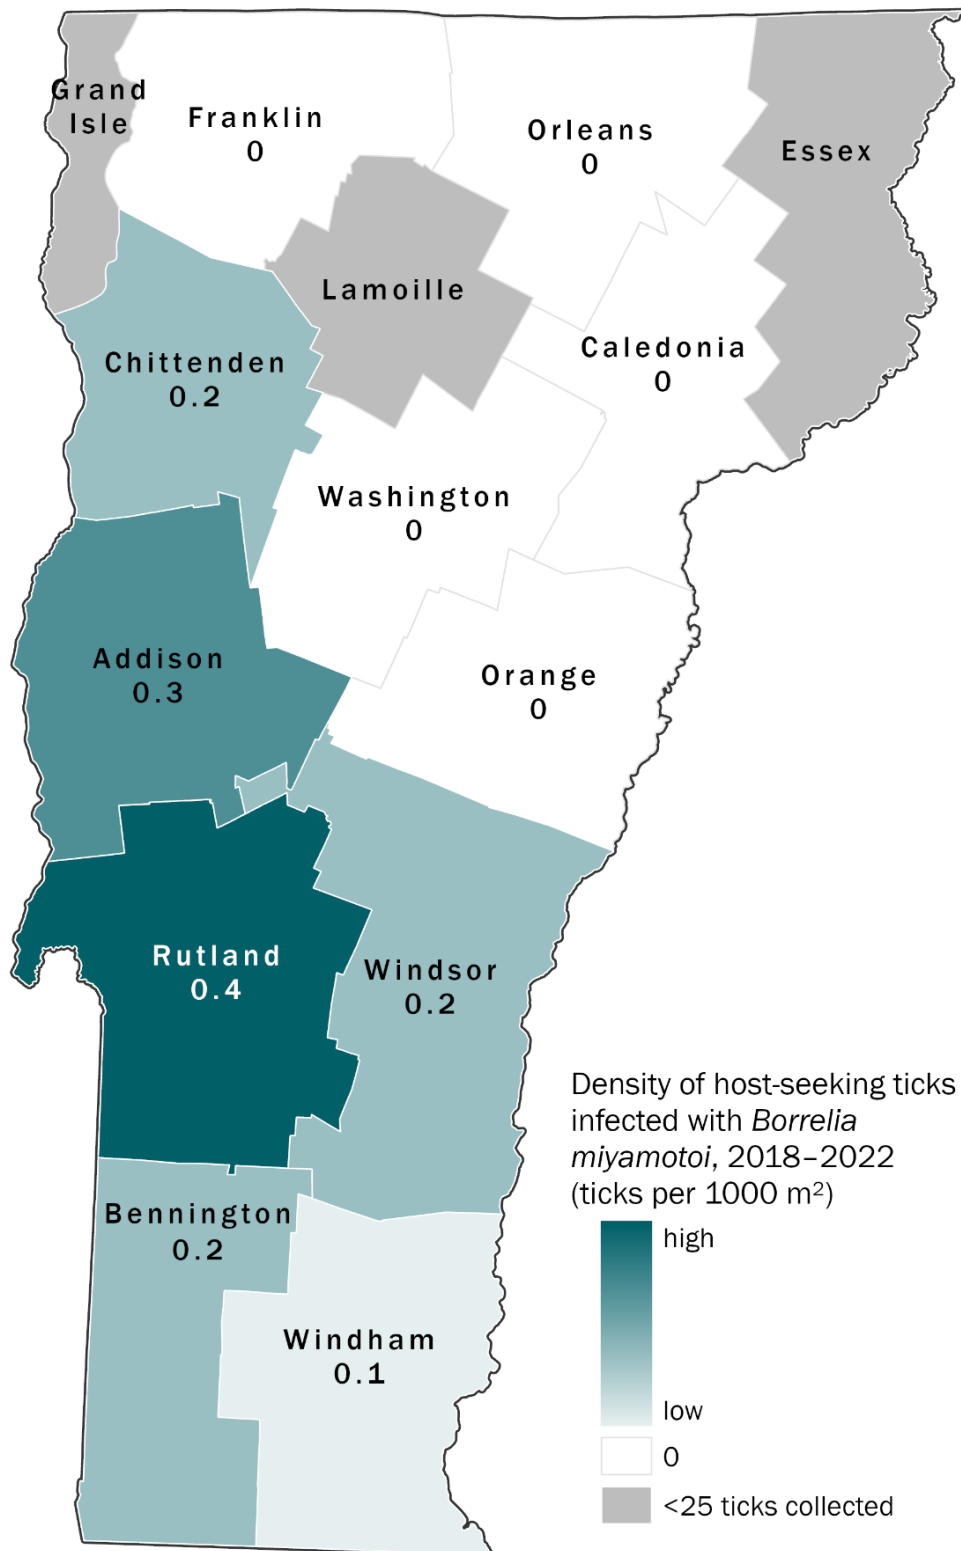 Grand
Isle
Franklin
0
Orleans
0
Essex
Lamoille
Chittenden
0.2
Caledonia
0
Washington
0
Addison
0.3
Orange
0
Rutland
0.4
Windsor
0.2
Bennington
0.2
Windham
0.1
Density of host-seeking ticks
infected with Borrelia
miyamotoi, 2018–2022
(ticks per 1000 m²)
high
low
0
<25 ticks collected